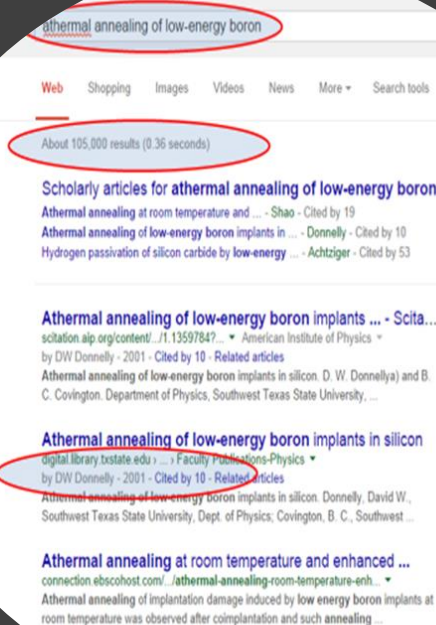 athermal annealing of low-energy boron
Web Shopping Images Videos News More Search tools
About 105,000 results (0.36 seconds)
Scholarly articles for athermal annealing of low-energy boron
Athermal annealing at room temperature and ... - Shao - Cited by 19
Athermal annealing of low-energy boron implants in ... - Donnelly - Cited by 10
Hydrogen passivation of silicon carbide by low-energy ... - Achtziger - Cited by 53
Athermal annealing of low-energy boron implants ... - Scita...
scitation.aip.org/content/.../1.1359784?... American Institute of Physics
by DW Donnelly - 2001 - Cited by 10 - Related articles
Athermal annealing of low-energy boron implants in silicon. D. W. Donnellya) and B.
C. Covington. Department of Physics, Southwest Texas State University, ...
Athermal annealing of low-energy boron implants in silicon
digital.library.txstate.edu › ... › Faculty Publications-Physics
by DW Donnelly - 2001 - Cited by 10 - Related articles
Athermal annealing of low-energy boron implants in silicon. Donnelly, David W.,
Southwest Texas State University, Dept. of Physics; Covington, B. C., Southwest ...
Athermal annealing at room temperature and enhanced ...
connection.ebscohost.com/.../athermal-annealing-room-temperature-enh...
Athermal annealing of implantation damage induced by low energy boron implants at
room temperature was observed after coimplantation and such annealing ...